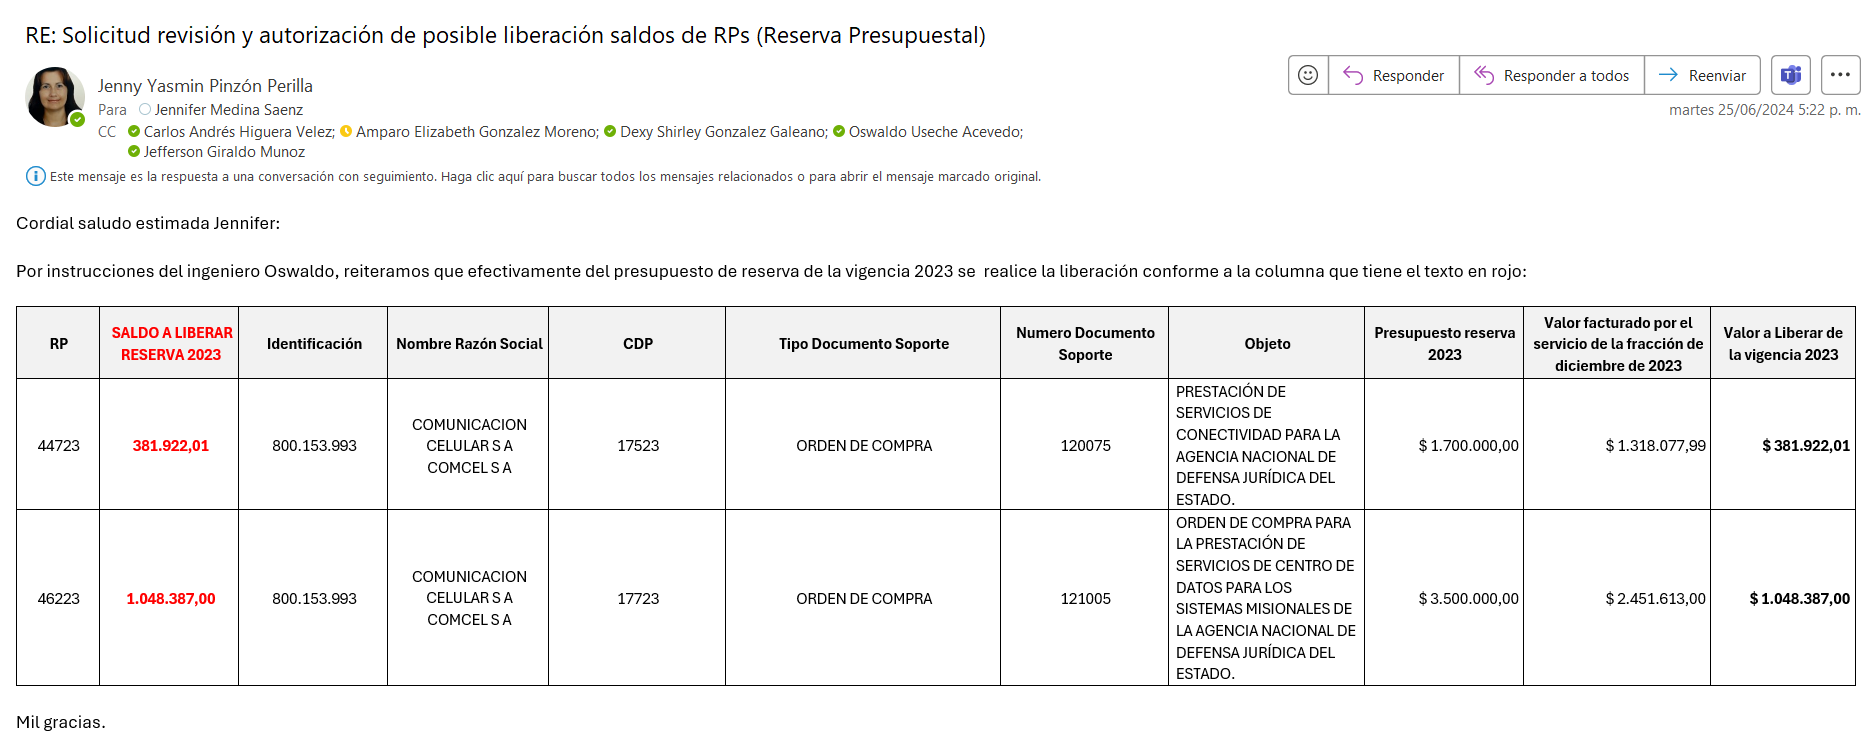 RE: Solicitud revisión y autorización de posible liberación saldos de RPs (Reserva Presupuestal)
Jenny Yasmin Pinzón Perilla
Para Jennifer Medina Saenz
CC Carlos Andrés Higuera Velez; Amparo Elizabeth Gonzalez Moreno; Dexy Shirley Gonzalez Galeano; Oswaldo Useche Acevedo;
Jefferson Giraldo Munoz
Responder
Responder a todos
Reenviar
martes 25/06/2024 5:22 p. m.
Este mensaje es la respuesta a una conversación con seguimiento. Haga clic aquí para buscar todos los mensajes relacionados o para abrir el mensaje marcado original.
Cordial saludo estimada Jennifer:
Por instrucciones del ingeniero Oswaldo, reiteramos que efectivamente del presupuesto de reserva de la vigencia 2023 se realice la liberación conforme a la columna que tiene el texto en rojo:
RP
SALDO A LIBERAR
RESERVA 2023
Identificación
Nombre Razón Social
CDP
Tipo Documento Soporte
Numero Documento
Soporte
Objeto
Presupuesto reserva
2023
Valor facturado por el
servicio de la fracción de
diciembre de 2023
Valor a Liberar de
la vigencia 2023
44723
381.922,01
800.153.993
COMUNICACION
CELULAR S A
COMCEL S A
17523
ORDEN DE COMPRA
120075
PRESTACIÓN DE
SERVICIOS DE
CONECTIVIDAD PARA LA
AGENCIA NACIONAL DE
DEFENSA JURÍDICA DEL
ESTADO.
$ 1.700.000,00
$ 1.318.077,99
$ 381.922,01
46223
1.048.387,00
800.153.993
COMUNICACION
CELULAR S A
COMCEL S A
17723
ORDEN DE COMPRA
121005
ORDEN DE COMPRA PARA
LA PRESTACIÓN DE
SERVICIOS DE CENTRO DE
DATOS PARA LOS
SISTEMAS MISIONALES DE
LA AGENCIA NACIONAL DE
DEFENSA JURÍDICA DEL
ESTADO.
$ 3.500.000,00
$ 2.451.613,00
$ 1.048.387,00
Mil gracias.